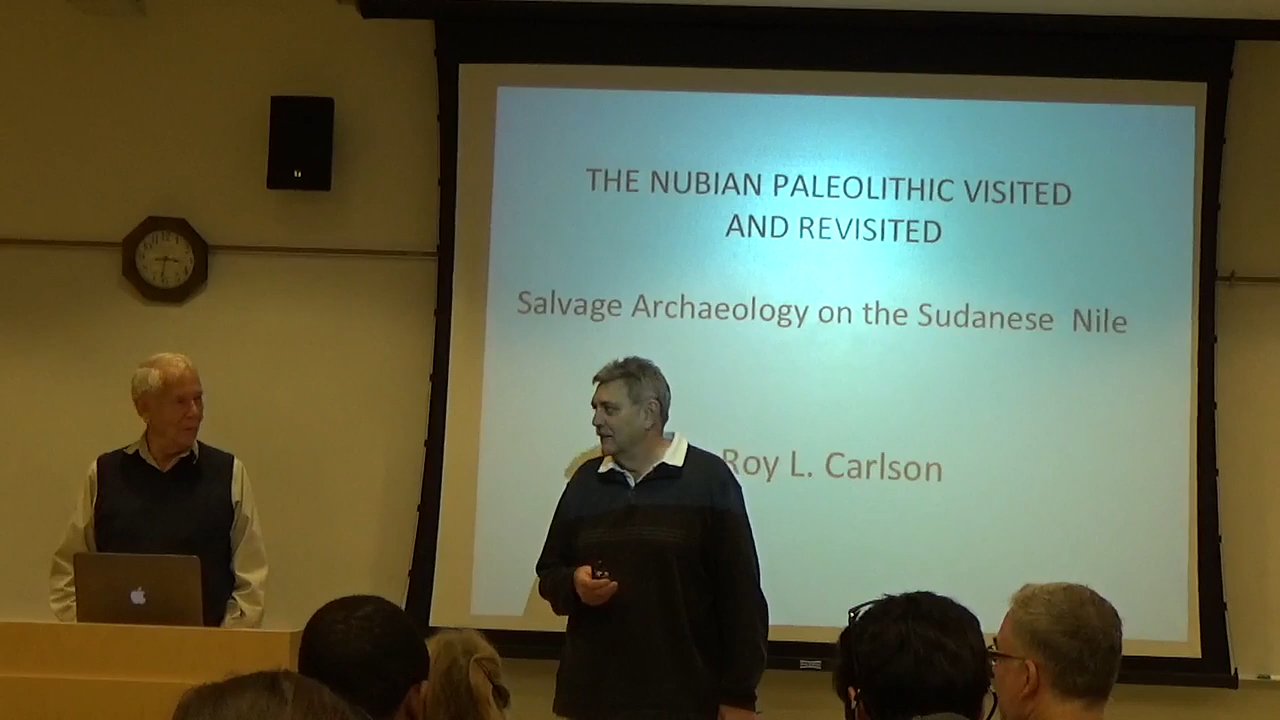 THE NUBIAN PALEOLITHIC VISITED
AND REVISITED
Salvage Archaeology on the Sudanese Nile
Roy L. Carlson